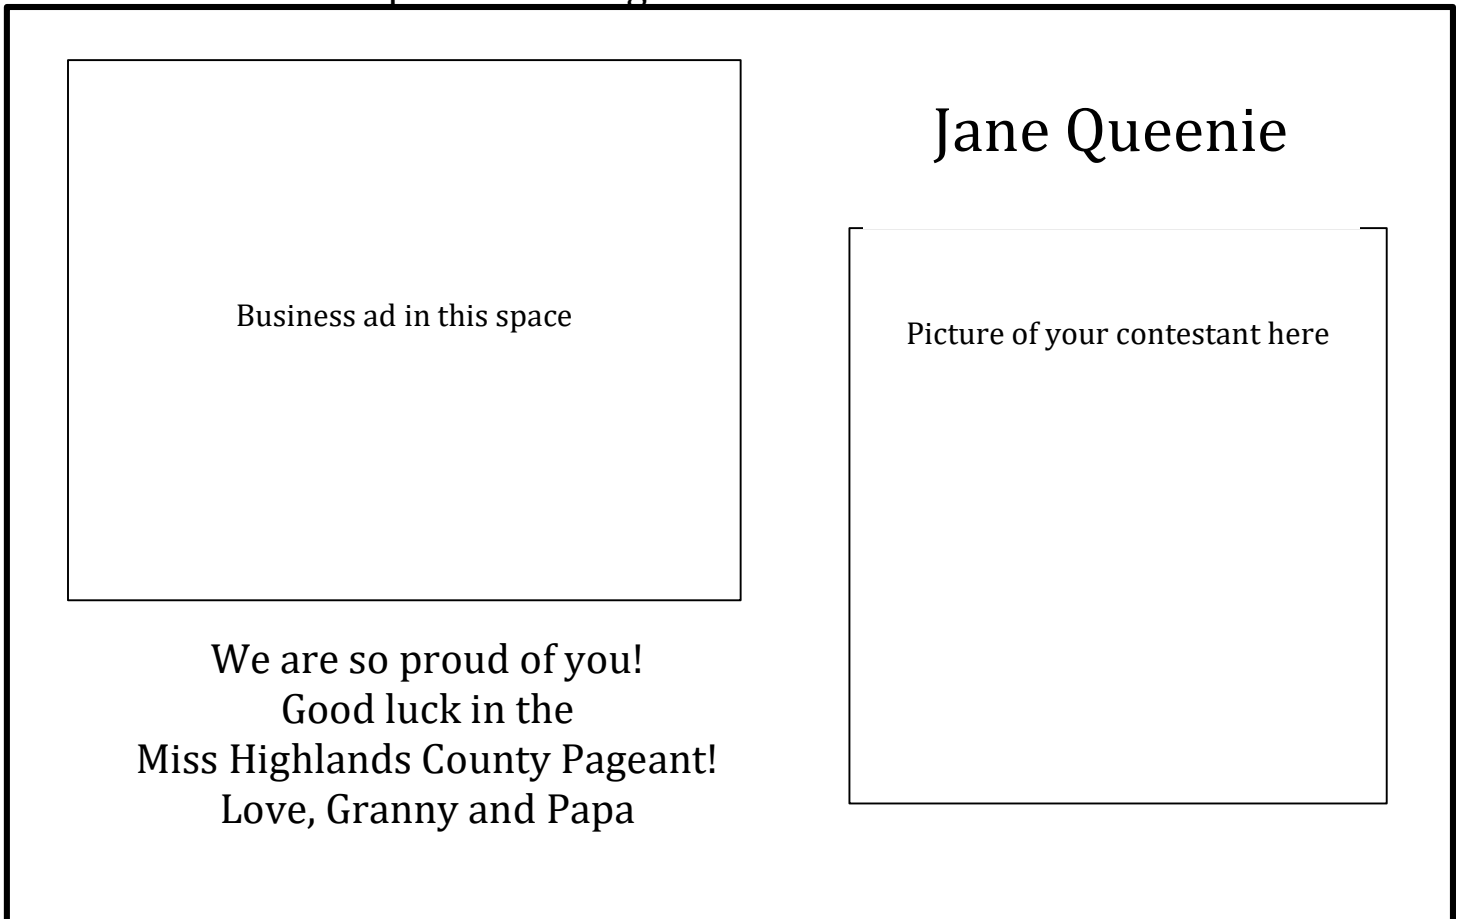 Jane Queenie
Business ad in this space
Picture of your contestant here
We are so proud of you!
Good luck in the
Miss Highlands County Pageant!
Love, Granny and Papa